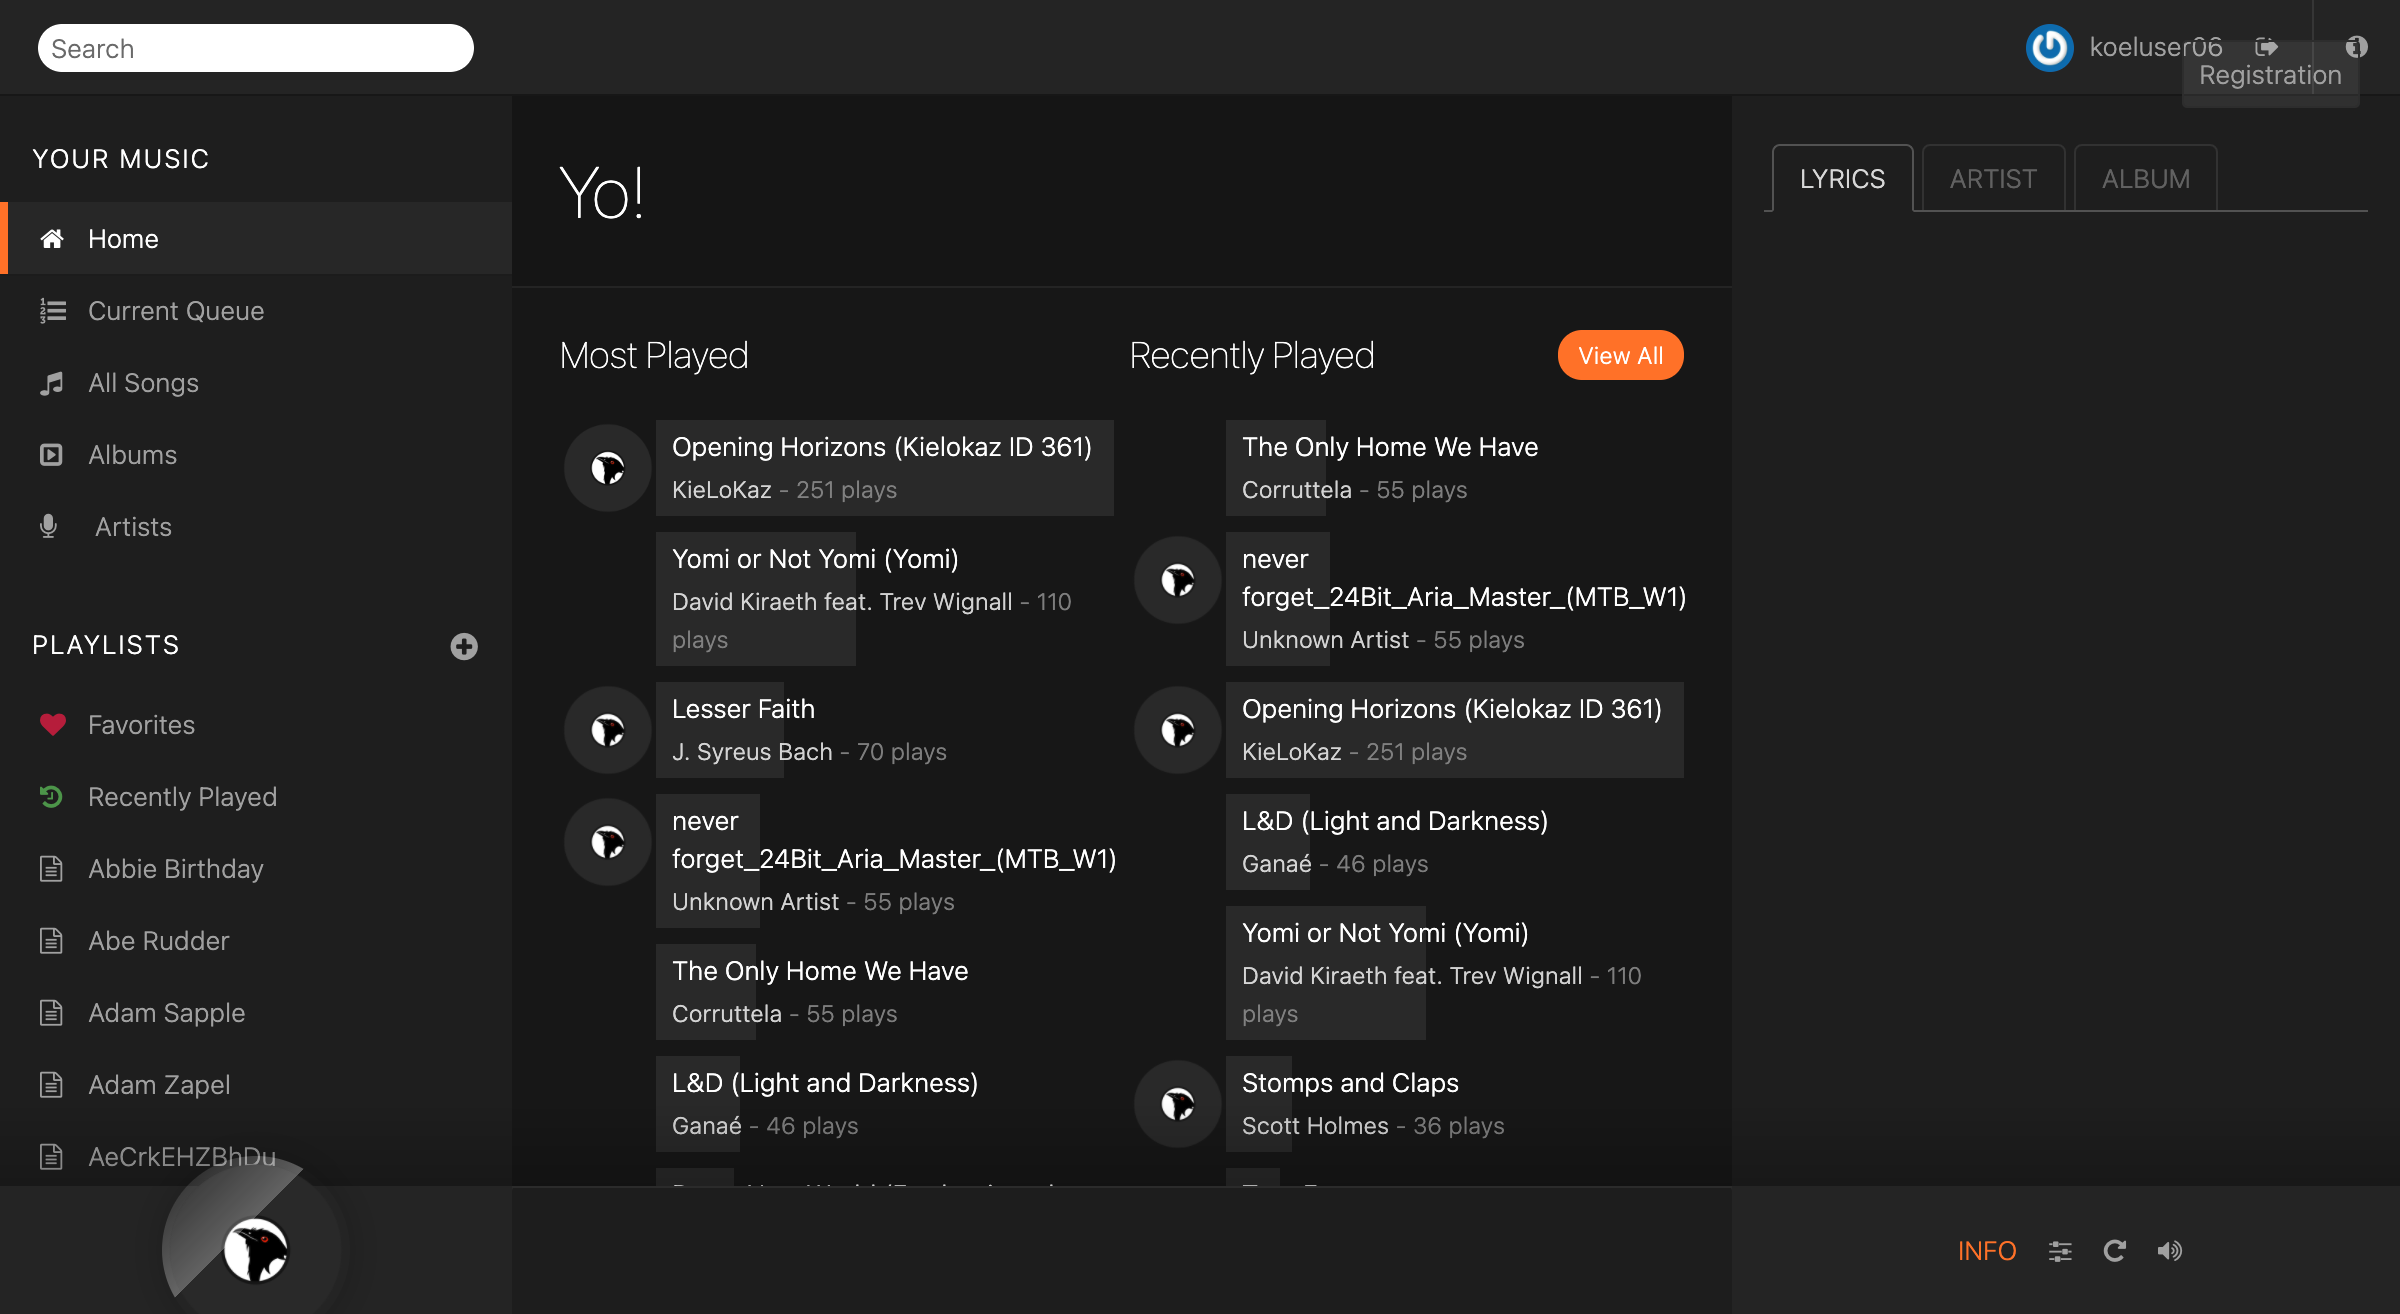 Search
koeluser06
Registration
YOUR MUSIC
Home
Current Queue
All Songs
Albums
Artists
PLAYLISTS
Favorites
Recently Played
Abbie Birthday
Abe Rudder
Adam Sapple
Adam Zapel
AeCrkEHZBhDu
Yo!
Most Played
Opening Horizons (Kielokaz ID 361)
KieLoKaz - 251 plays
Yomi or Not Yomi (Yomi)
David Kiraeth feat. Trev Wignall - 110
plays
Lesser Faith
J. Syreus Bach - 70 plays
never
forget_24Bit_Aria_Master_(MTB_W1)
Unknown Artist - 55 plays
The Only Home We Have
Corruttela - 55 plays
L&D (Light and Darkness)
Ganaé - 46 plays
Recently Played
View All
The Only Home We Have
Corruttela - 55 plays
never
forget_24Bit_Aria_Master_(MTB_W1)
Unknown Artist - 55 plays
Opening Horizons (Kielokaz ID 361)
KieLoKaz - 251 plays
L&D (Light and Darkness)
Ganaé - 46 plays
Yomi or Not Yomi (Yomi)
David Kiraeth feat. Trev Wignall - 110
plays
Stomps and Claps
Scott Holmes - 36 plays
LYRICS
ARTIST
ALBUM
INFO